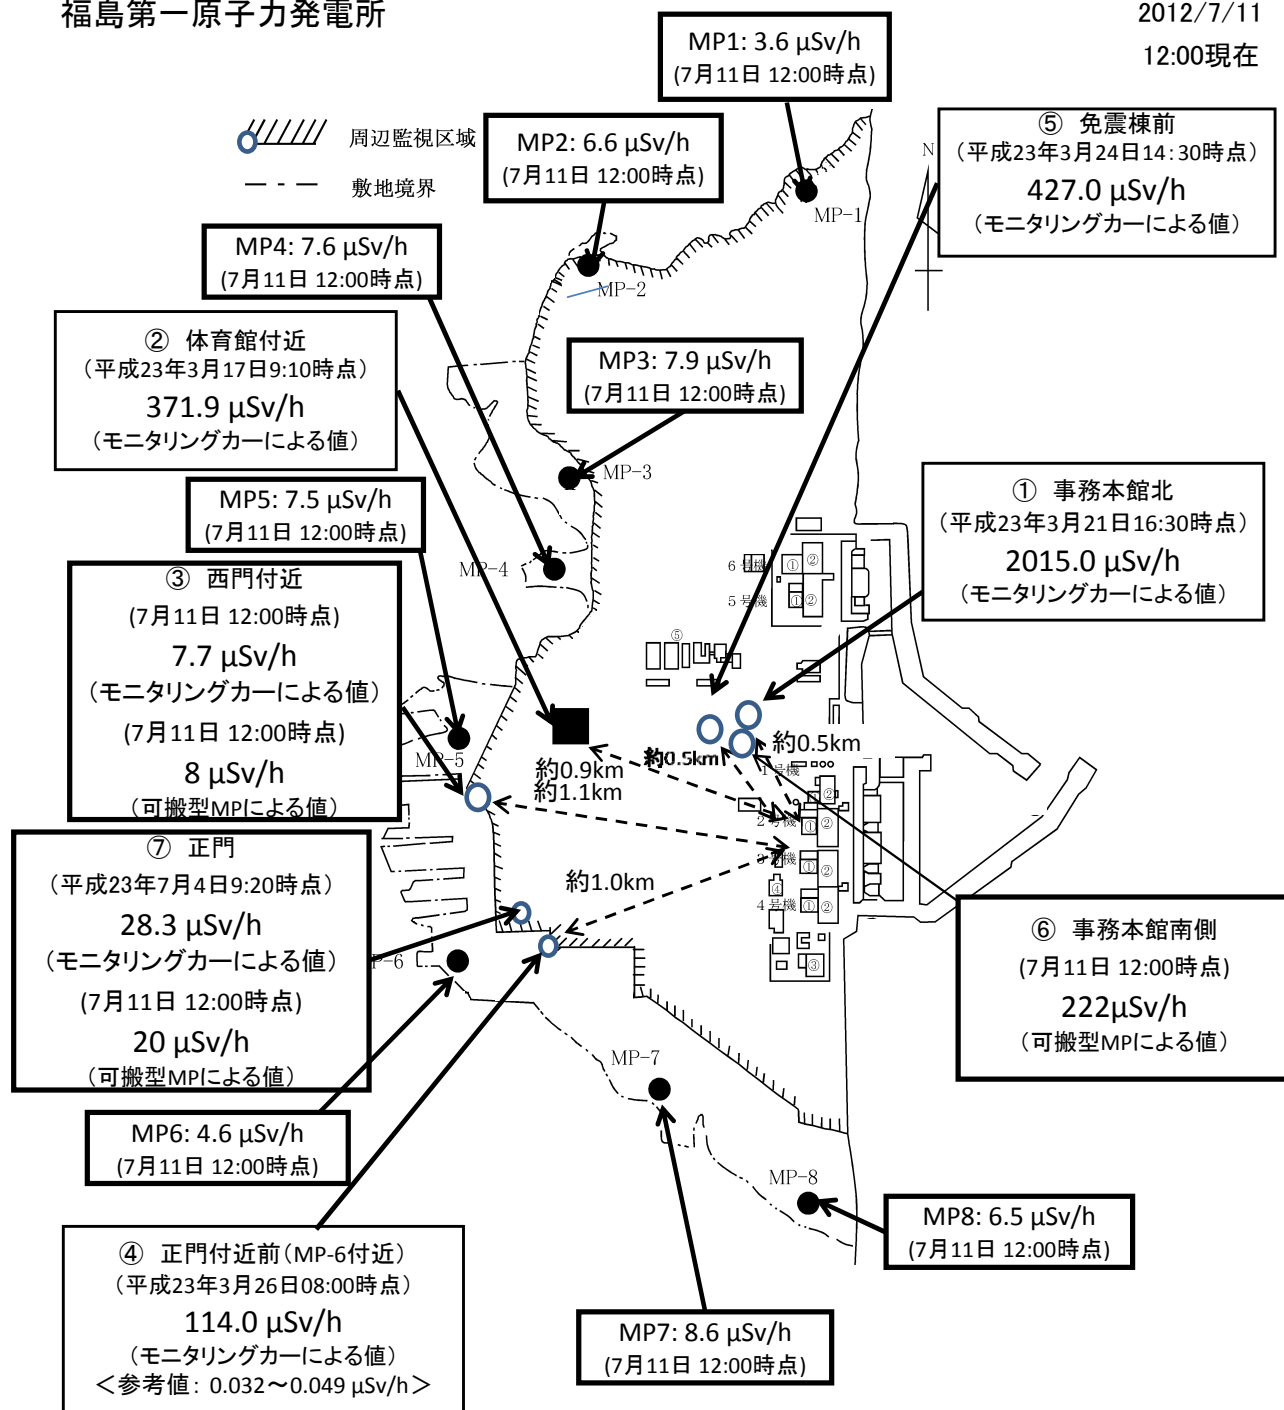 福島第一原子力発電所
2012/7/11
12:00現在
MP1: 3.6 μSv/h
(7月11日 12:00時点)
周辺監視区域
敷地境界
MP2: 6.6 μSv/h
(7月11日 12:00時点)
⑤ 免震棟前
（平成23年3月24日14:30時点）
427.0 μSv/h
（モニタリングカーによる値）
N
MP-1
MP4: 7.6 μSv/h
(7月11日 12:00時点)
MP-2
② 体育館付近
（平成23年3月17日9:10時点）
371.9 μSv/h
（モニタリングカーによる値）
MP3: 7.9 μSv/h
(7月11日 12:00時点)
MP-3
MP5: 7.5 μSv/h
(7月11日 12:00時点)
① 事務本館北
（平成23年3月21日16:30時点）
2015.0 μSv/h
（モニタリングカーによる値）
MP-4
6号機
① ②
5号機
① ②
⑤
③ 西門付近
(7月11日 12:00時点)
7.7 μSv/h
（モニタリングカーによる値）
(7月11日 12:00時点)
8 μSv/h
（可搬型MPによる値）
MP-5
約0.9km
約1.1km
約0.5km
約0.5km
1号機
① ②
2号機
① ②
3号機
① ②
④
4号機
① ②
③
約1.0km
⑦ 正門
（平成23年7月4日9:20時点）
28.3 μSv/h
（モニタリングカーによる値）
(7月11日 12:00時点)
20 μSv/h
（可搬型MPによる値）
P-6
⑥ 事務本館南側
(7月11日 12:00時点)
222μSv/h
（可搬型MPによる値）
MP-7
MP6: 4.6 μSv/h
(7月11日 12:00時点)
MP-8
MP8: 6.5 μSv/h
(7月11日 12:00時点)
④ 正門付近前（MP-6付近）
（平成23年3月26日08:00時点）
114.0 μSv/h
（モニタリングカーによる値）
＜参考値： 0.032～0.049 μSv/h＞
MP7: 8.6 μSv/h
(7月11日 12:00時点)